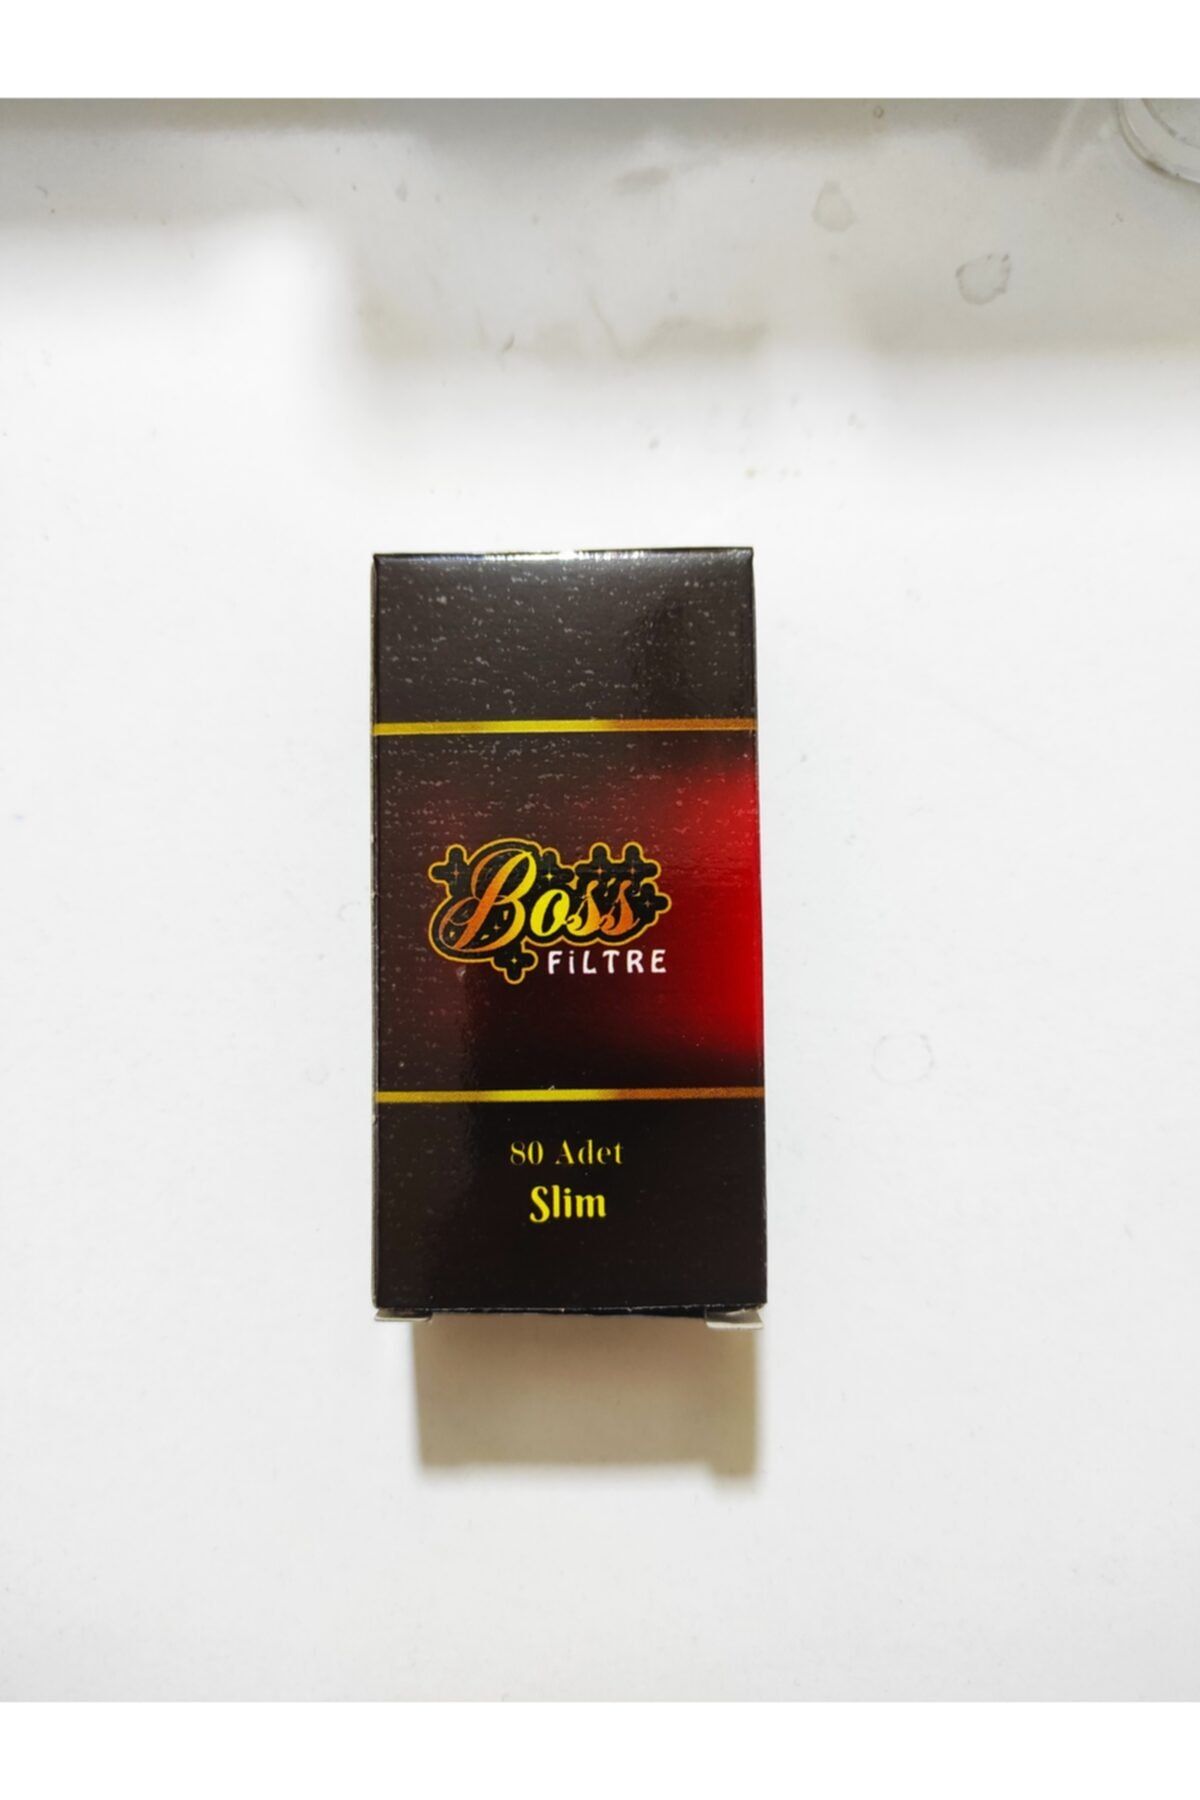 Boss
FiLTRE
80 Adet
Slim